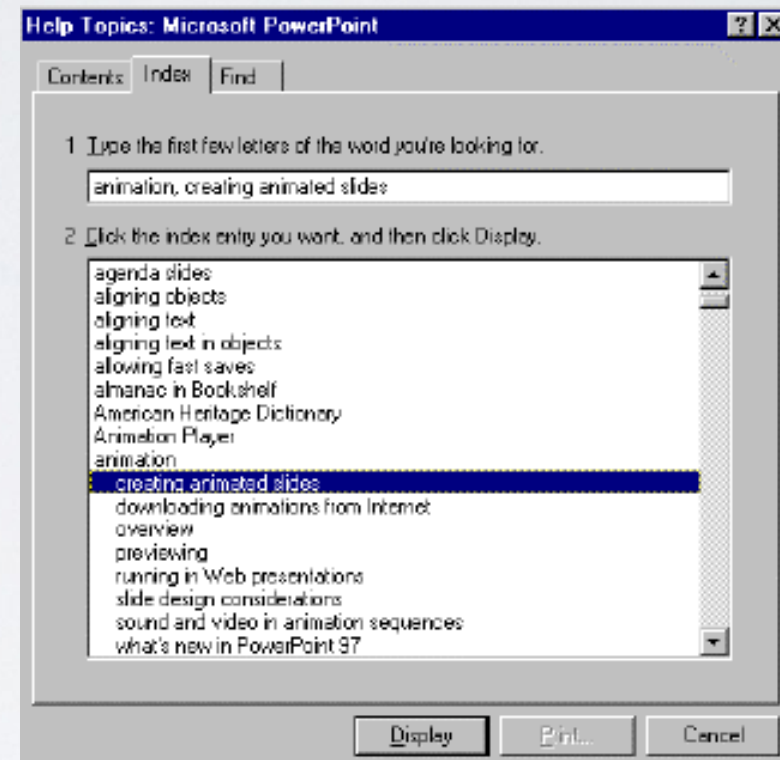 Help Topics: Microsoft PowerPoint
Contents Index Find
1 Type the first few letters of the word you're looking for.
animation, creating animated slides
2 Click the index entry you want, and then click Display.
agenda slides
aligning objects
aligning text
aligning text in objects
allowing fast saves
almanac in Bookshelf
American Heritage Dictionary
Animation Player
animation
creating animated slides
downloading animations from Internet
overview
previewing
running in Web presentations
slide design considerations
sound and video in animation sequences
what's new in PowerPoint 97
Display Print... Cancel